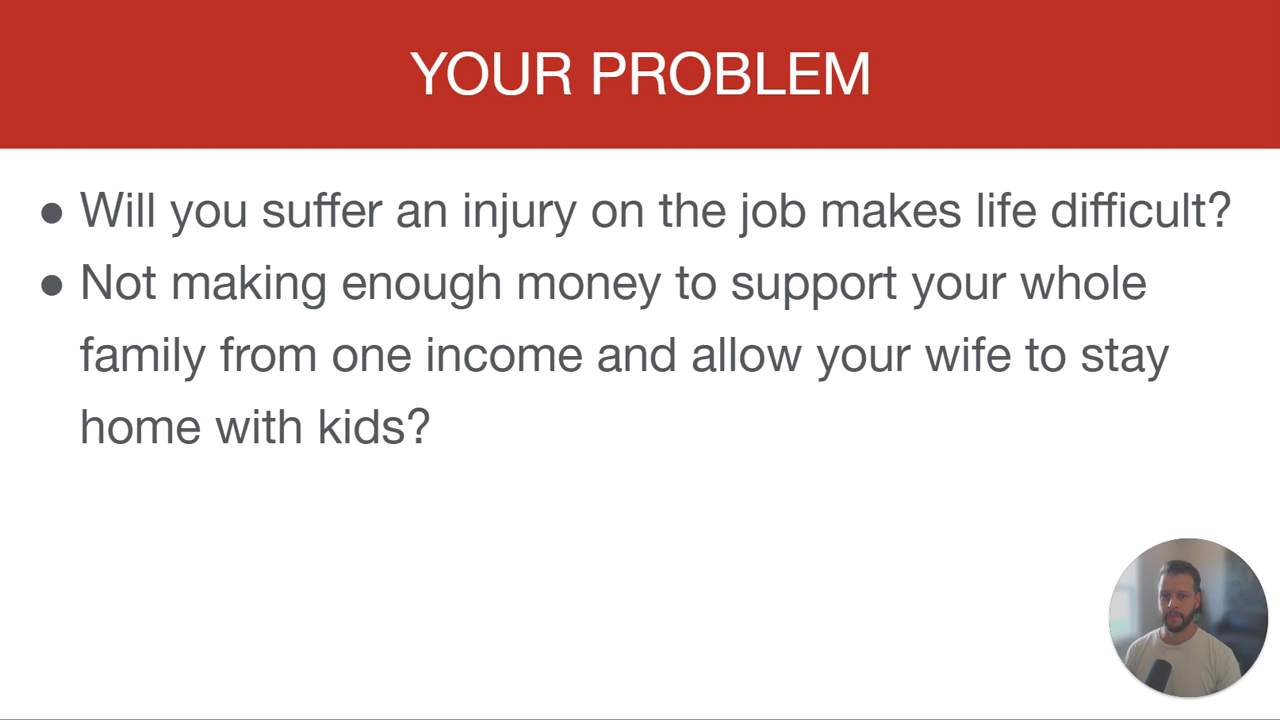 YOUR PROBLEM
● Will you suffer an injury on the job makes life difficult?
● Not making enough money to support your whole
family from one income and allow your wife to stay
home with kids?